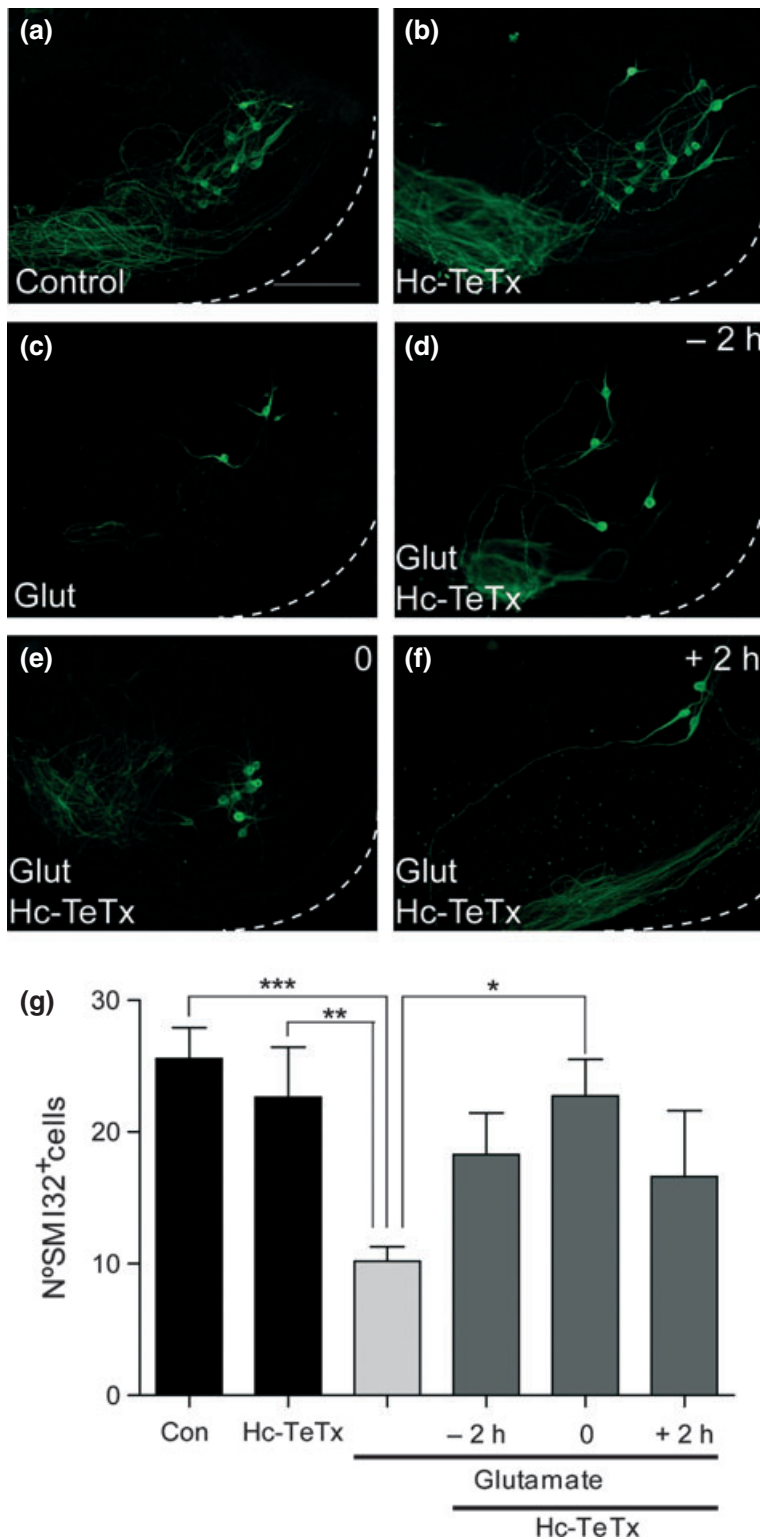 (a)
Control
(b)
Hc-TeTx
(c)
Glut
(d)
– 2 h
Glut
Hc-TeTx
(e)
0
Glut
Hc-TeTx
(f)
+ 2 h
Glut
Hc-TeTx
(g)
NºSMI32+cells
30
20
10
0
***
**
*
Con Hc-TeTx – 2 h 0 + 2 h
Glutamate
Hc-TeTx